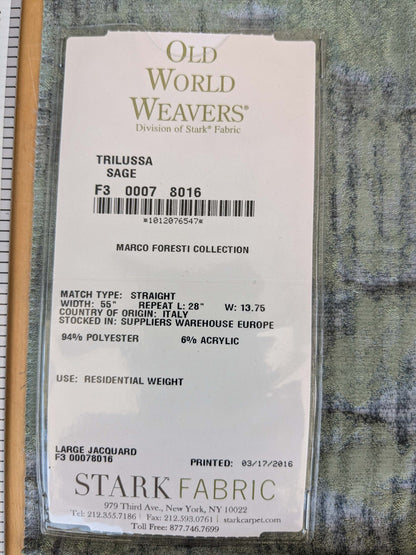 OLD
WORLD
WEAVERS®
Division of Stark® Fabric
TRILUSSA
SAGE
F3 0007 8016
*1012076547*
MARCO FORESTI COLLECTION
MATCH TYPE: STRAIGHT
WIDTH: 55" REPEAT L: 28" W: 13.75
COUNTRY OF ORIGIN: ITALY
STOCKED IN: SUPPLIERS WAREHOUSE EUROPE
94% POLYESTER 6% ACRYLIC
USE: RESIDENTIAL WEIGHT
LARGE JACQUARD
F3 00078016 PRINTED: 03/17/2016
STARK FABRIC
979 Third Ave., New York, NY 10022
Tel: 212.355.7186 | Fax: 212.593.0761 | starkcarpet.com
Toll Free: 877.746.7699